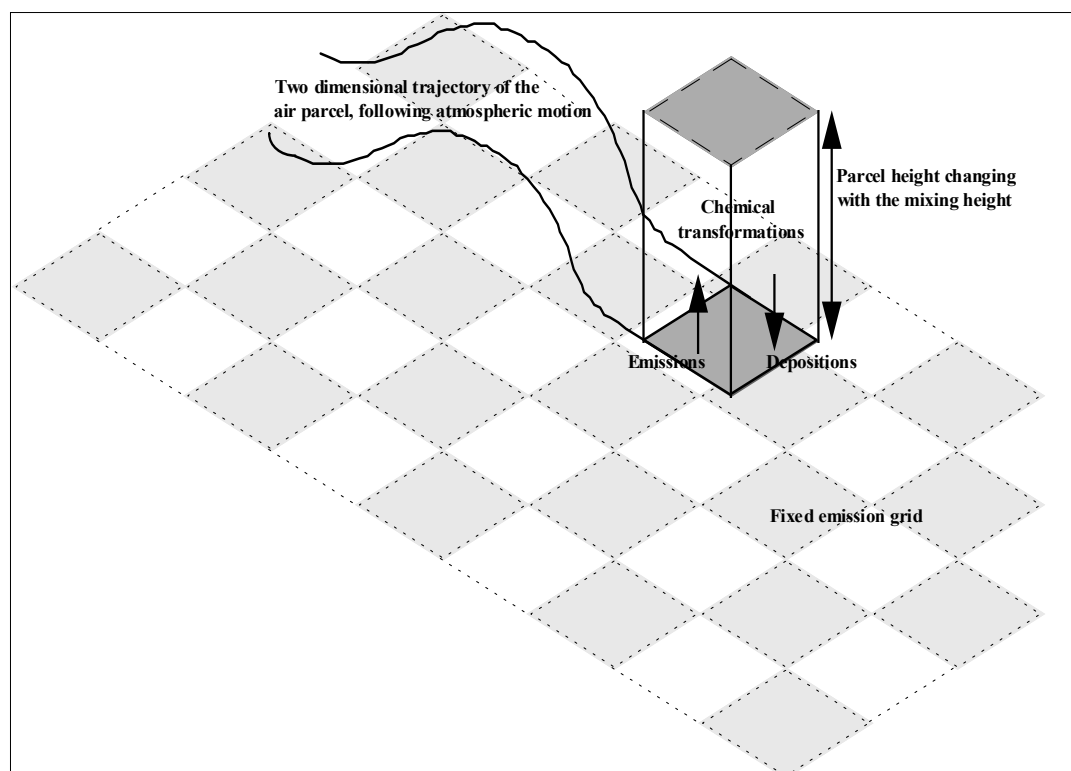 Two dimensional trajectory of the
air parcel, following atmospheric motion
Parcel height changing
with the mixing height
Chemical
transformations
Emissions
Depositions
Fixed emission grid